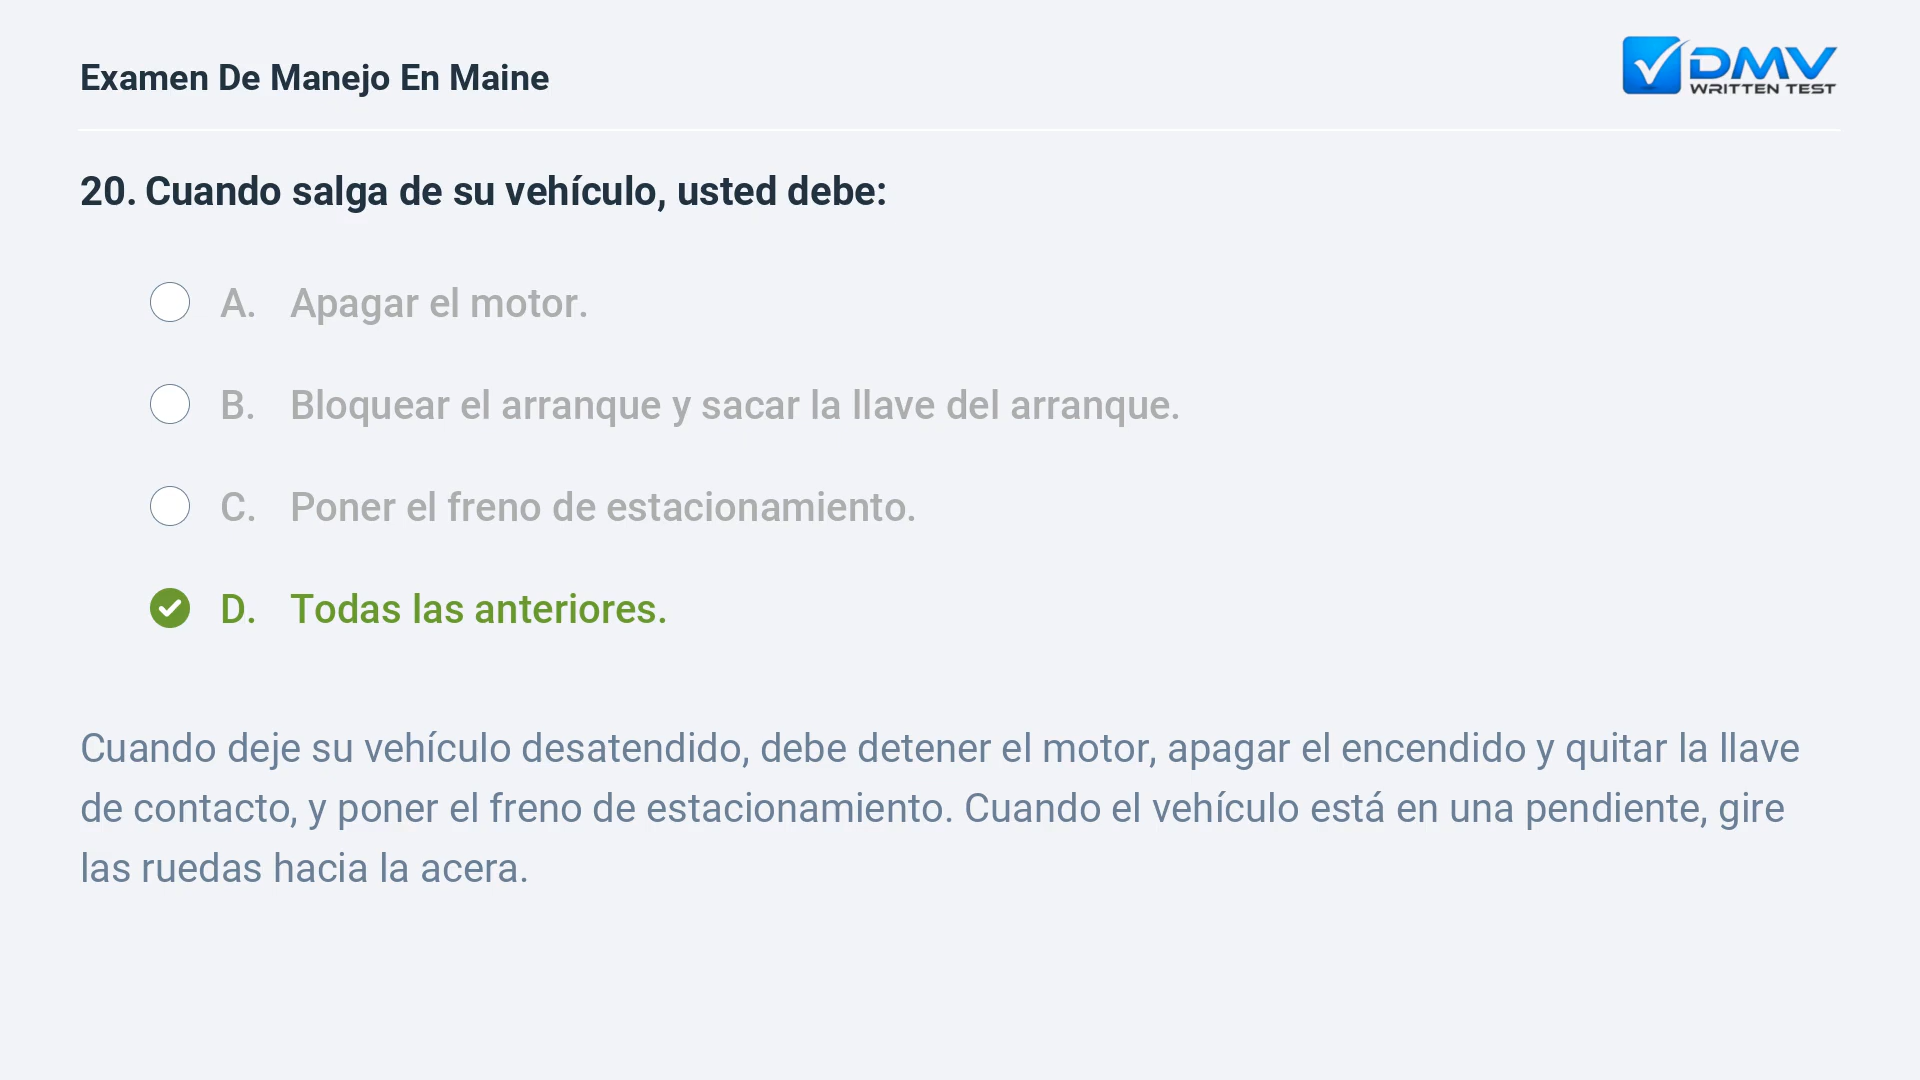 Examen De Manejo En Maine
DMV
WRITTEN TEST
20. Cuando salga de su vehículo, usted debe:
A. Apagar el motor.
B. Bloquear el arranque y sacar la llave del arranque.
C. Poner el freno de estacionamiento.
D. Todas las anteriores.
Cuando deje su vehículo desatendido, debe detener el motor, apagar el encendido y quitar la llave
de contacto, y poner el freno de estacionamiento. Cuando el vehículo está en una pendiente, gire
las ruedas hacia la acera.